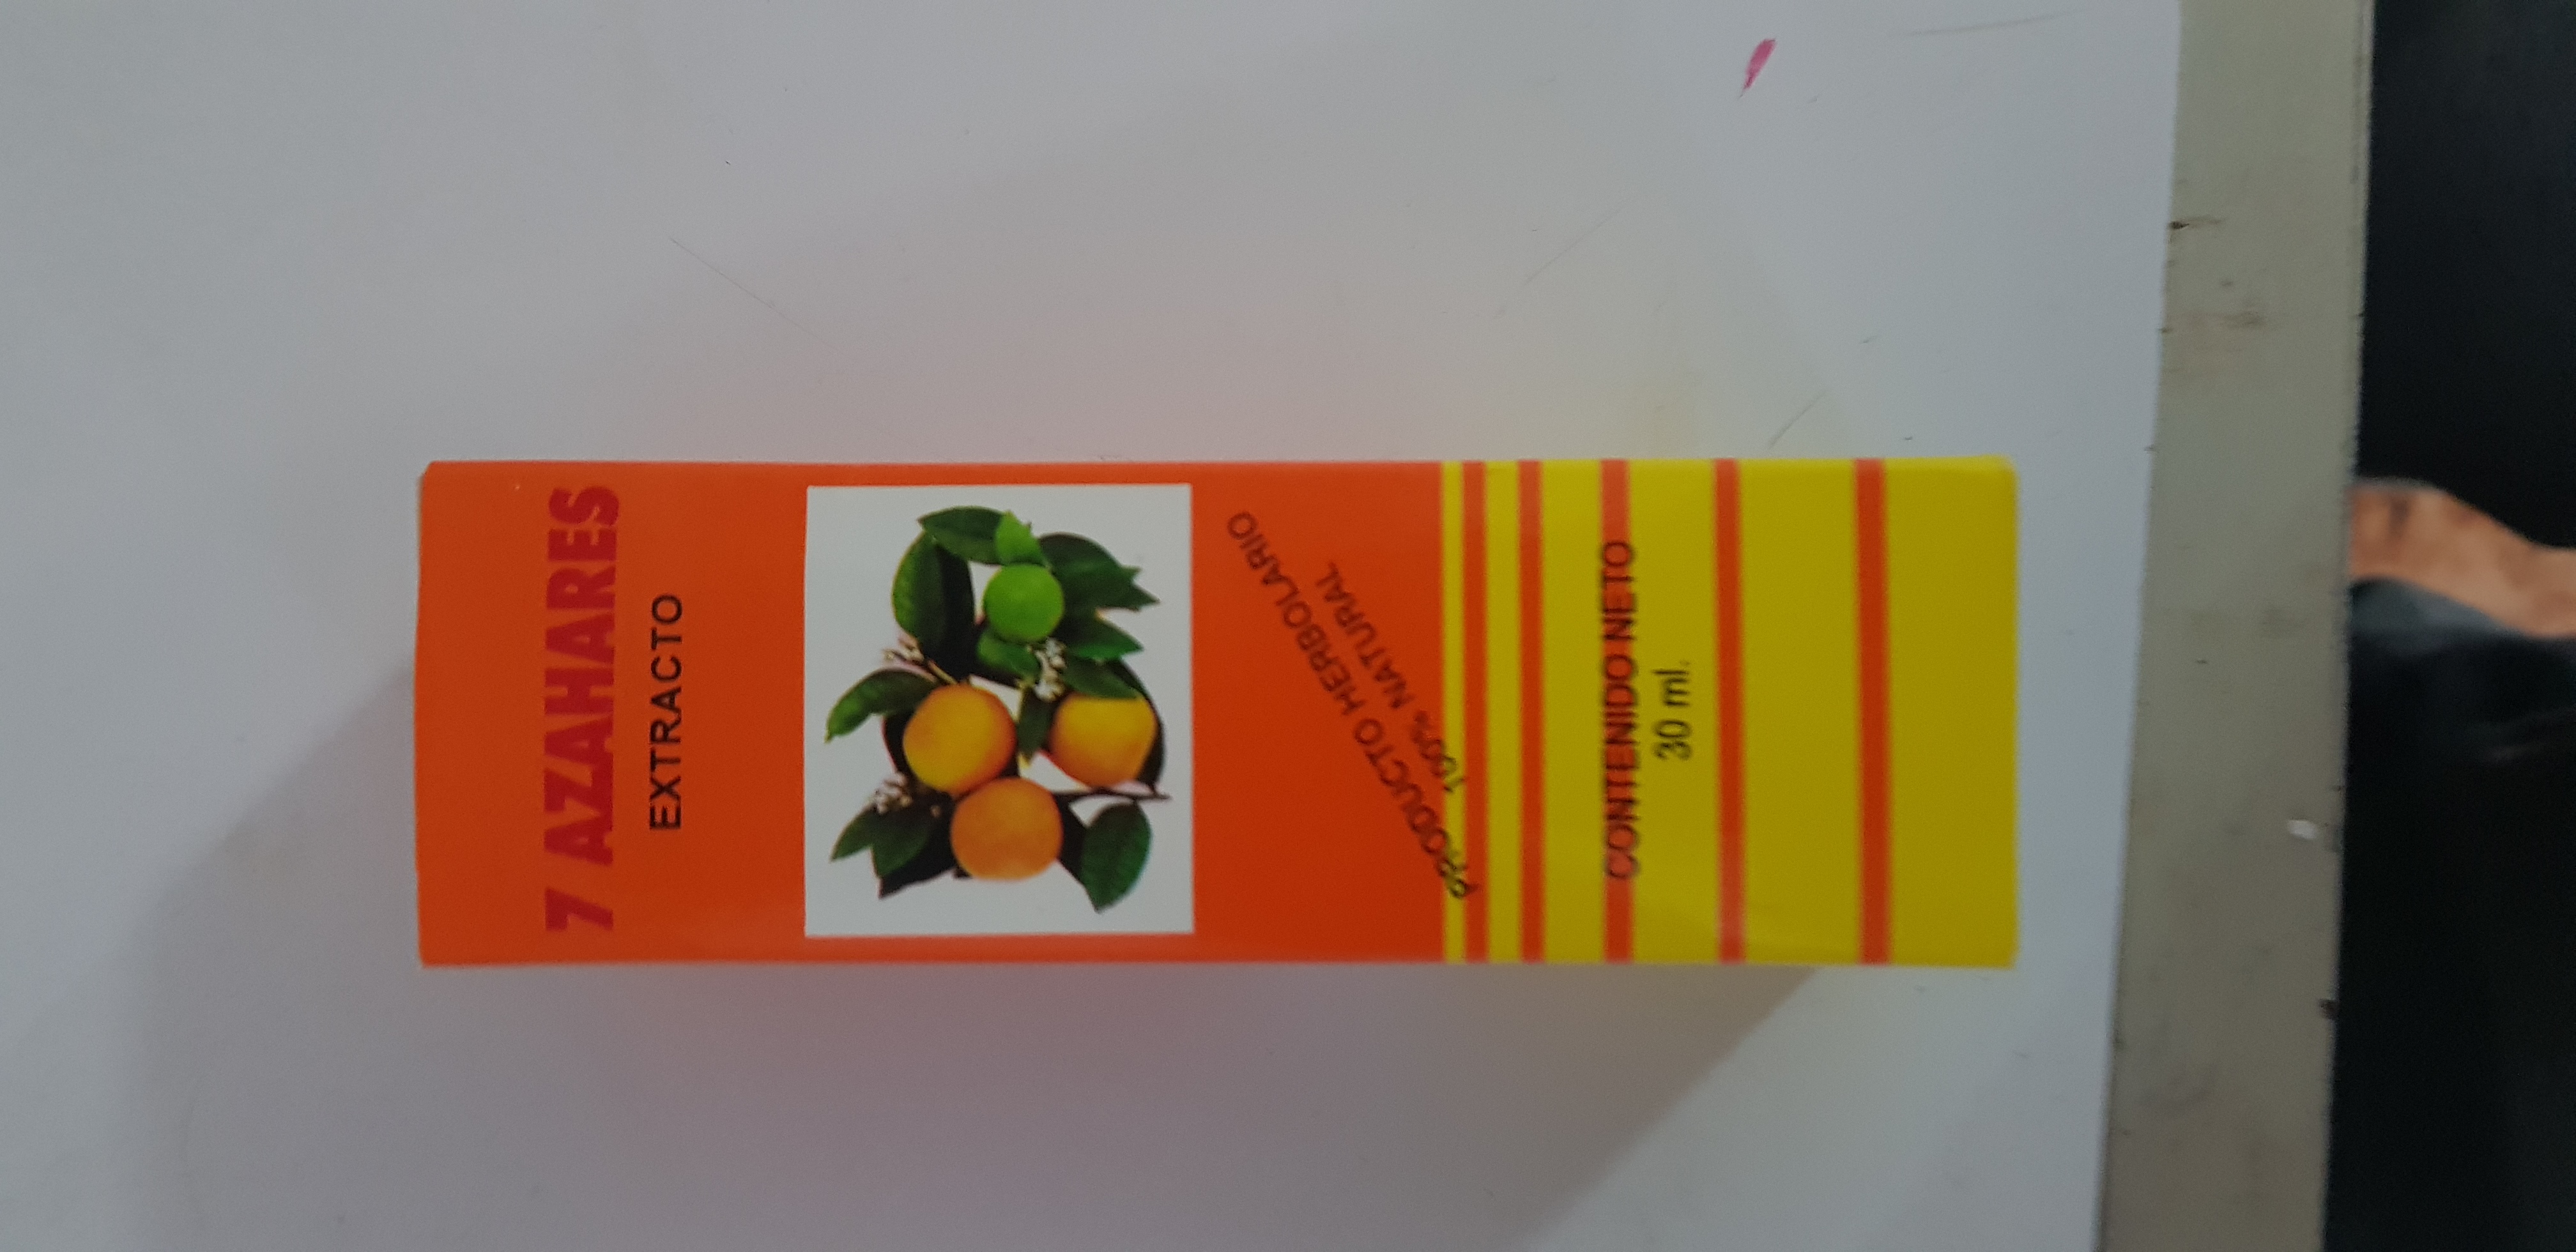 7 AZAHARES
EXTRACTO
PRODUCTO HERBOLARIO
100% NATURAL
CONTENIDO NETO
30 ml.